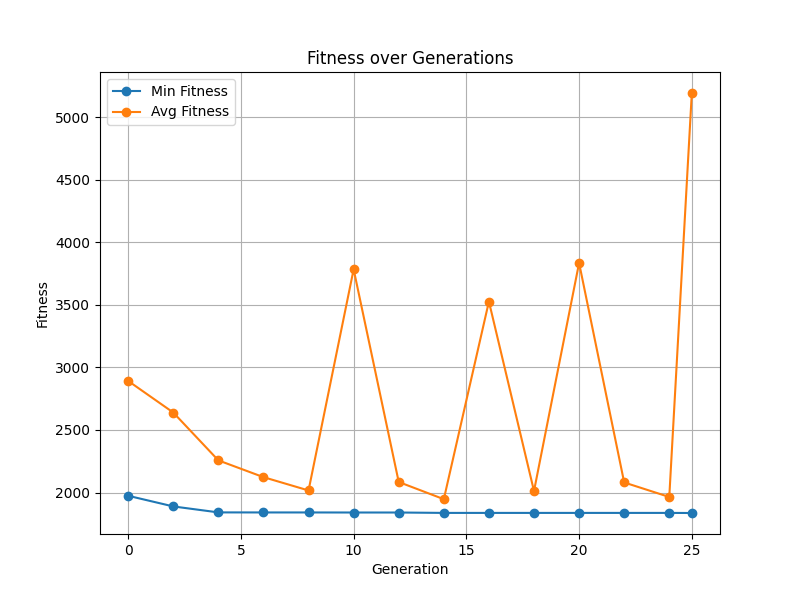 Fitness over Generations
Min Fitness
Avg Fitness
5000
4500
4000
3500
3000
2500
2000
Fitness
0 5 10 15 20 25
Generation